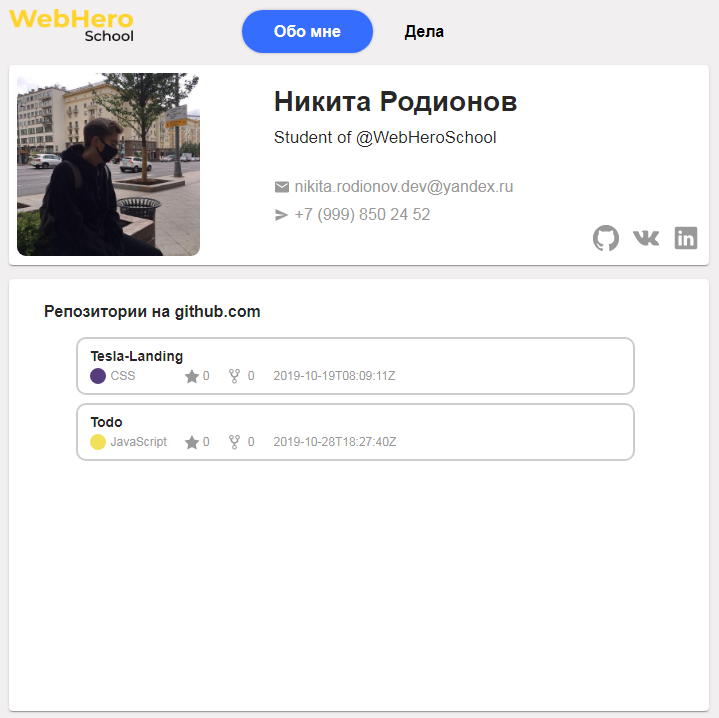 WebHero
School
Обо мне
Дела
Никита Родионов
Student of @WebHeroSchool
nikita.rodionov.dev@yandex.ru
+7 (999) 850 24 52
Репозитории на github.com
Tesla-Landing
CSS 0 0 2019-10-19T08:09:11Z
Todo
JavaScript 0 0 2019-10-28T18:27:40Z